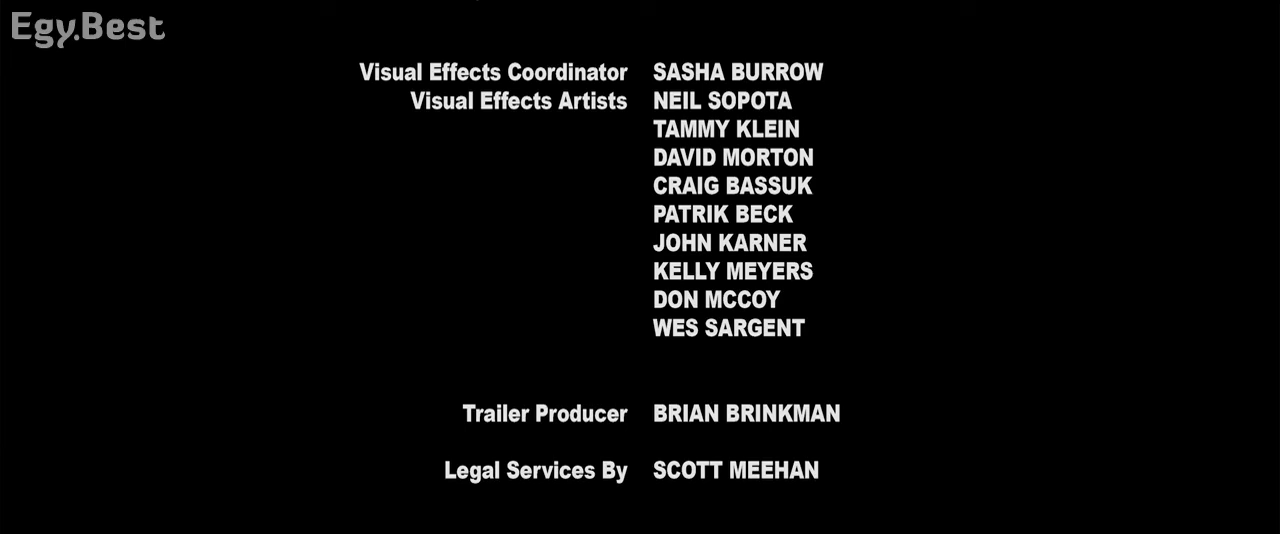 Egy.Best
Visual Effects Coordinator SASHA BURROW
Visual Effects Artists NEIL SOPOTA
TAMMY KLEIN
DAVID MORTON
CRAIG BASSUK
PATRIK BECK
JOHN KARNER
KELLY MEYERS
DON MCCOY
WES SARGENT
Trailer Producer BRIAN BRINKMAN
Legal Services By SCOTT MEEHAN